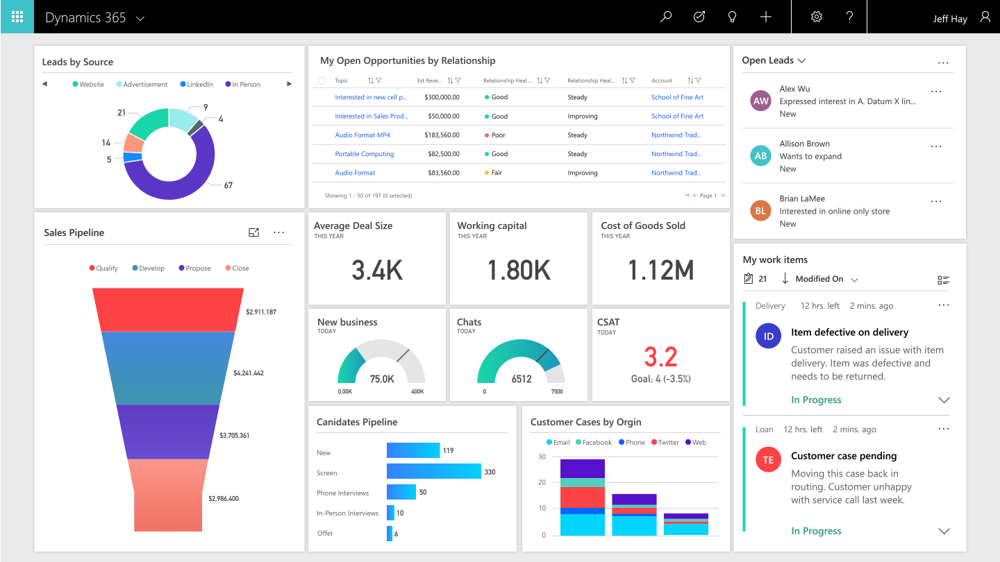 Dynamics 365
Jeff Hay
Leads by Source
Website Advertisement LinkedIn In Person
9
21
4
14
5
67
My Open Opportunities by Relationship
Topic Est Reve... Relationship Heal... Relationship Heal... Account
Interested in new cell p... $300,000.00 Good Steady School of Fine Art
Interested in Sales Prod... $50,000.00 Good Improving School of Fine Art
Audio Format MP4 $183,560.00 Poor Steady Northwind Trad...
Portable Computing $82,500.00 Good Steady Northwind Trad...
Audio Format $83,560.00 Fair Improving Northwind Trad...
Showing 1 - 50 of 197 (0 selected) Page 1
Open Leads
AW
Alex Wu
Expressed interest in A. Datum X lin...
New
AB
Allison Brown
Wants to expand
New
BL
Brian LaMee
Interested in online only store
New
Sales Pipeline
Qualify Develop Propose Close
$2,911,187
$4,241,442
$3,705,361
$2,986,400
Average Deal Size
THIS YEAR
3.4K
Working capital
THIS YEAR
1.80K
Cost of Goods Sold
THIS YEAR
1.12M
New business
TODAY
75,0K
0.00K 400K
Chats
TODAY
6512
0 7500
CSAT
TODAY
3.2
Goal: 4 (-3.5%)
Canidates Pipeline
New 119
Screen 330
Phone Interviews 50
In-Person Interviews 10
Offer 6
Customer Cases by Orgin
Email Facebook Phone Twitter Web
30
20
10
0
My work items
21 Modified On
Delivery 12 hrs. left 2 mins. ago
ID
Item defective on delivery
Customer raised an issue with item
delivery. Item was defective and
needs to be returned.
In Progress
Loan 12 hrs. left 2 mins. ago
TE
Customer case pending
Moving this case back in
routing. Customer unhappy
with service call last week.
In Progress